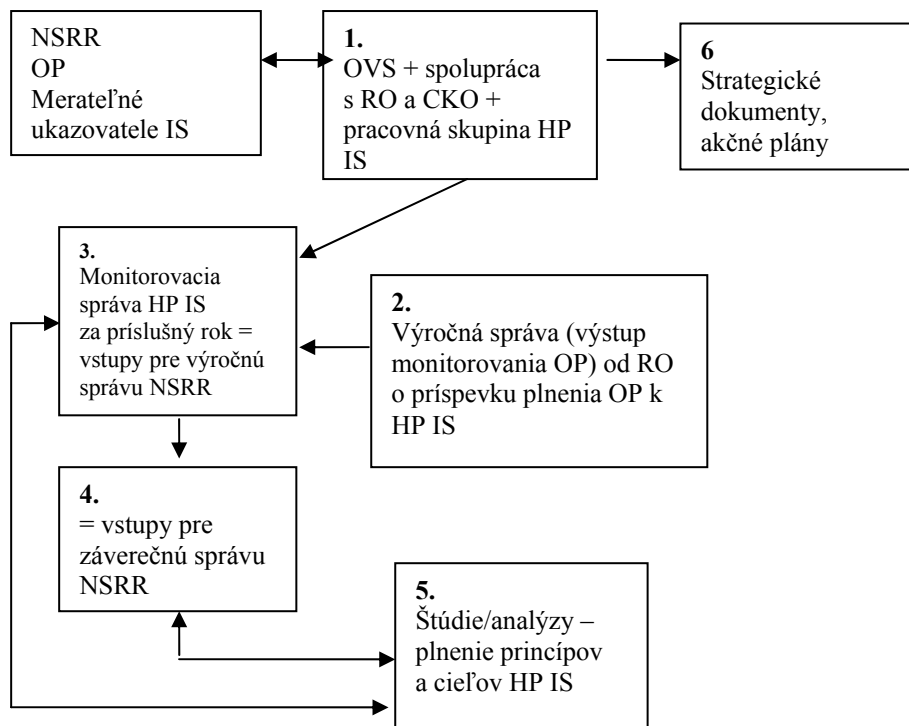 NSRR
OP
Merateľné
ukazovatele IS
1.
OVS + spolupráca
s RO a CKO +
pracovná skupina HP
IS
6
Strategické
dokumenty,
akčné plány
3.
Monitorovacia
správa HP IS
za príslušný rok =
vstupy pre výročnú
správu NSRR
2.
Výročná správa (výstup
monitorovania OP) od RO
o príspevku plnenia OP k
HP IS
4.
= vstupy pre
záverečnú správu
NSRR
5.
Štúdie/analýzy –
plnenie princípov
a cieľov HP IS